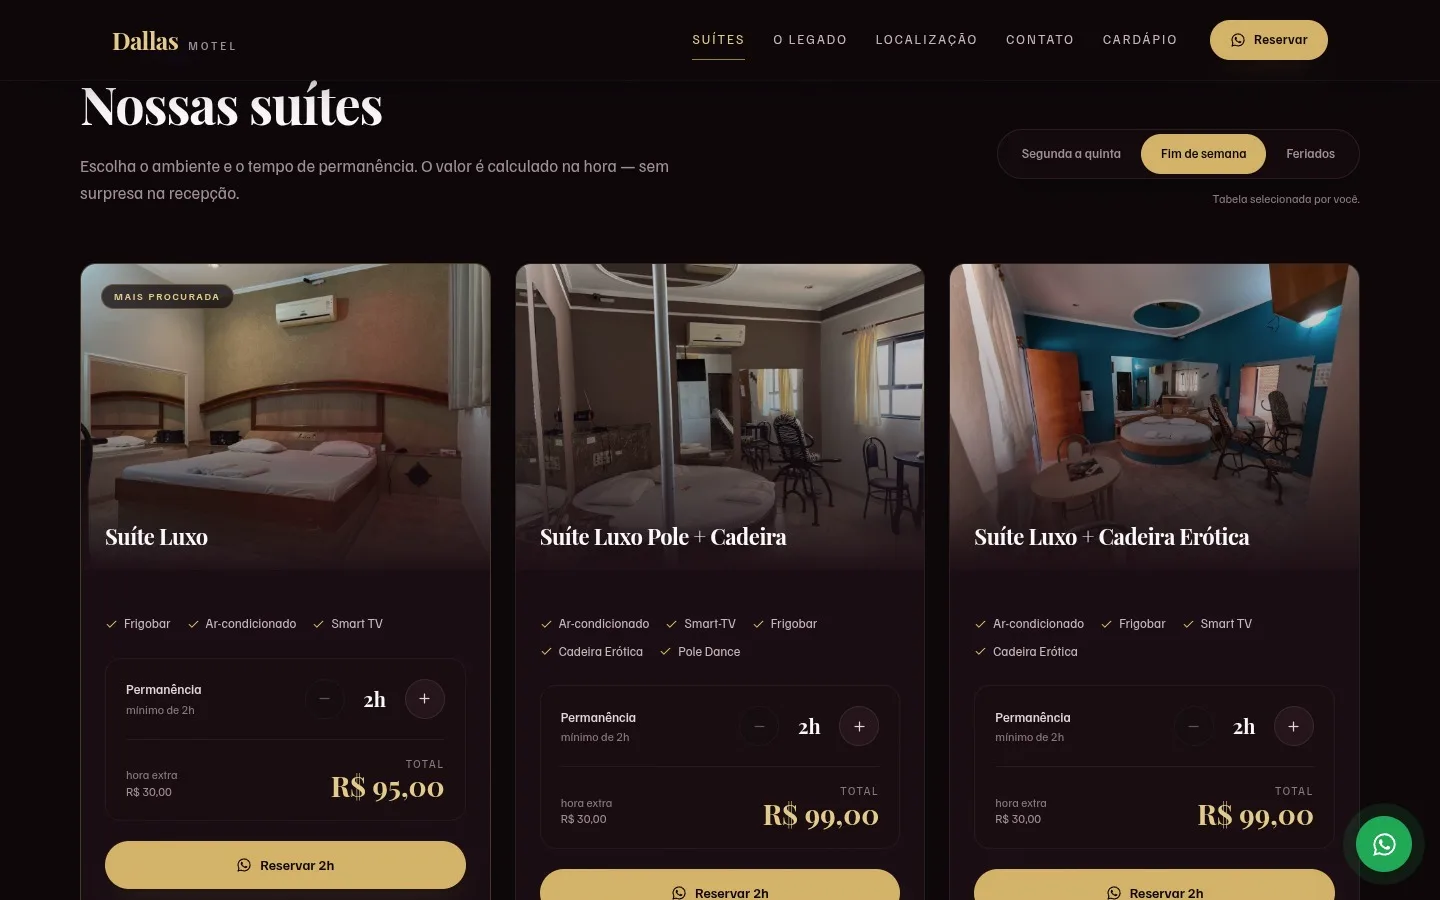 Dallas MOTEL
SUÍTES
O LEGADO
LOCALIZAÇÃO
CONTATO
CARDÁPIO
Reservar
Nossas suítes
Escolha o ambiente e o tempo de permanência. O valor é calculado na hora — sem
surpresa na recepção.
Segunda a quinta
Fim de semana
Feriados
Tabela selecionada por você.
MAIS PROCURADA
Suíte Luxo
Frigobar
Ar-condicionado
Smart TV
Permanência
mínimo de 2h
− 2h +
hora extra
R$ 30,00
TOTAL
R$ 95,00
Reservar 2h
Suíte Luxo Pole + Cadeira
Ar-condicionado
Smart-TV
Frigobar
Cadeira Erótica
Pole Dance
Permanência
mínimo de 2h
− 2h +
hora extra
R$ 30,00
TOTAL
R$ 99,00
Reservar 2h
Suíte Luxo + Cadeira Erótica
Ar-condicionado
Frigobar
Smart TV
Cadeira Erótica
Permanência
mínimo de 2h
− 2h +
hora extra
R$ 30,00
TOTAL
R$ 99,00
Reservar 2h